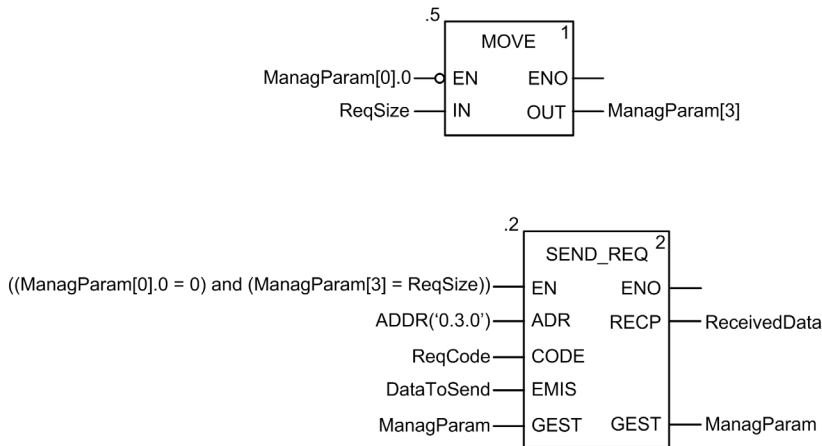 .5
MOVE 1
ManagParam[0].0 EN ENO
ReqSize IN OUT ManagParam[3]
.2
SEND_REQ 2
((ManagParam[0].0 = 0) and (ManagParam[3] = ReqSize)) EN ENO
ADDR(‘0.3.0’) ADR RECP ReceivedData
ReqCode CODE
DataToSend EMIS
ManagParam GEST GEST ManagParam